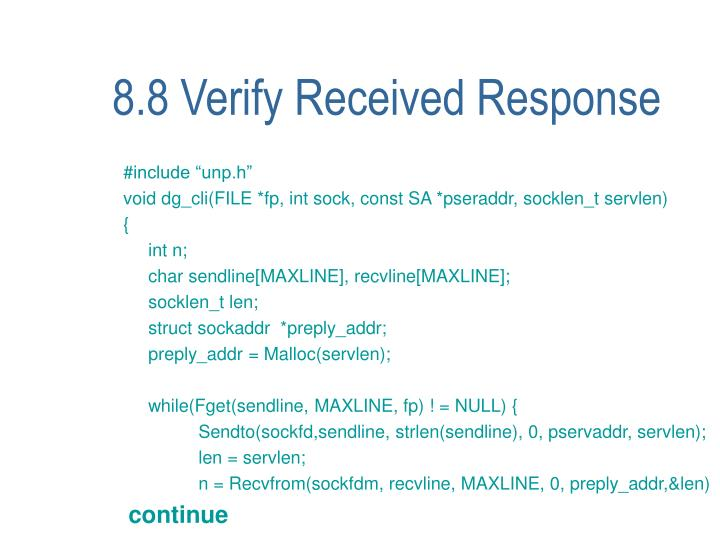 8.8 Verify Received Response
#include “unp.h”
void dg_cli(FILE *fp, int sock, const SA *pseraddr, socklen_t servlen)
{
int n;
char sendline[MAXLINE], recvline[MAXLINE];
socklen_t len;
struct sockaddr  *preply_addr;
preply_addr = Malloc(servlen);
while(Fget(sendline, MAXLINE, fp) ! = NULL) {
Sendto(sockfd,sendline, strlen(sendline), 0, pservaddr, servlen);
len = servlen;
n = Recvfrom(sockfdm, recvline, MAXLINE, 0, preply_addr,&len)
continue